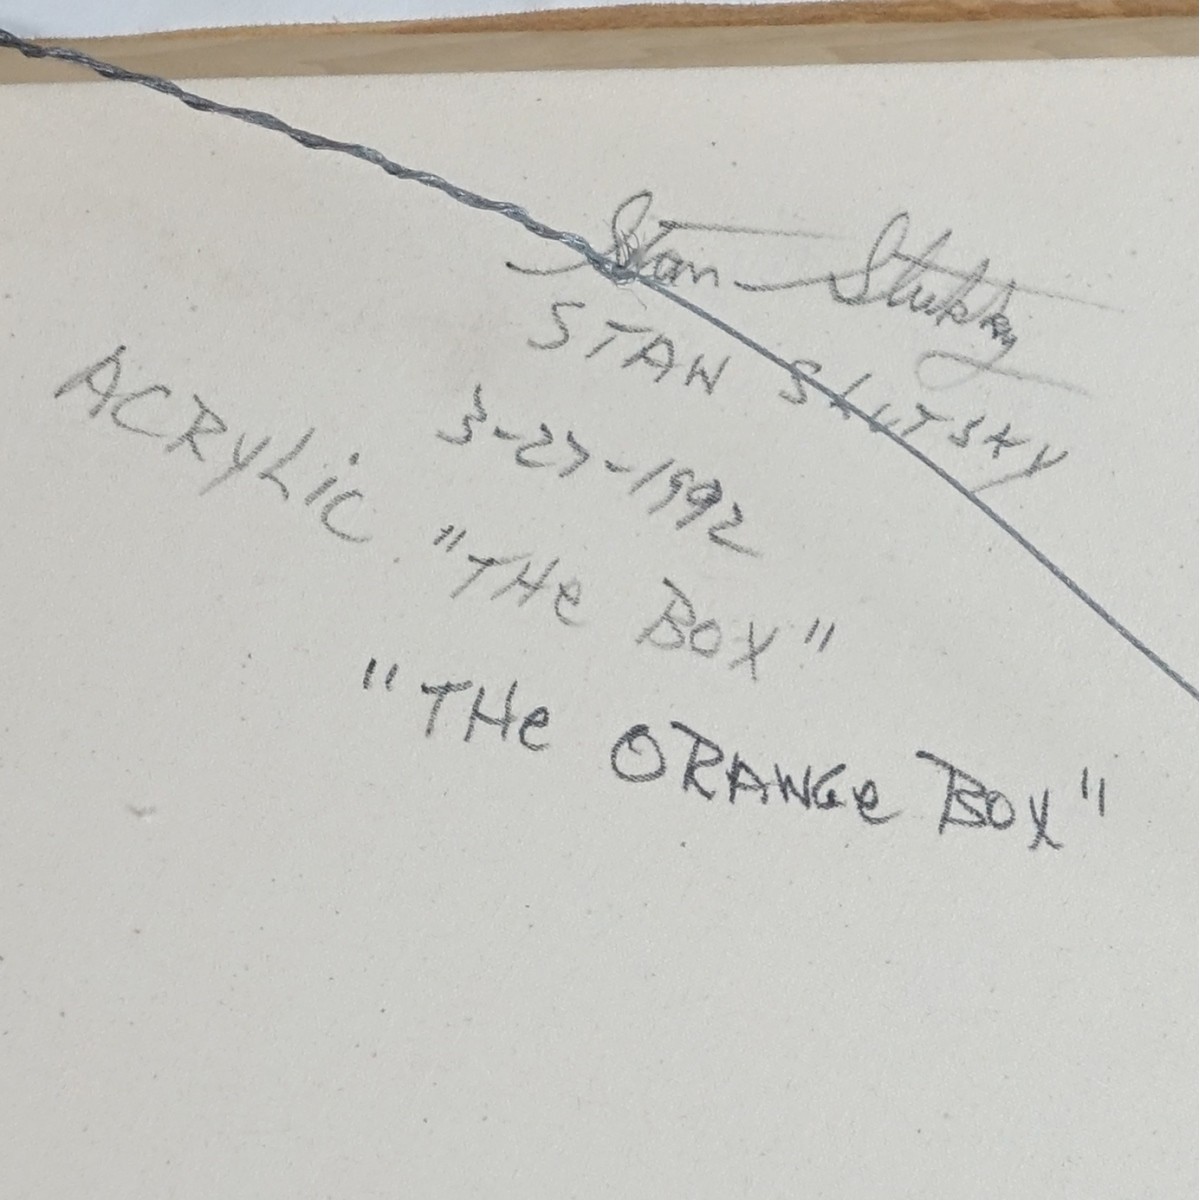 Stan Slutsky
STAN SLUTSKY
3-27-1992
ACRYLIC "THe BOX"
"THe ORANGe BOX"